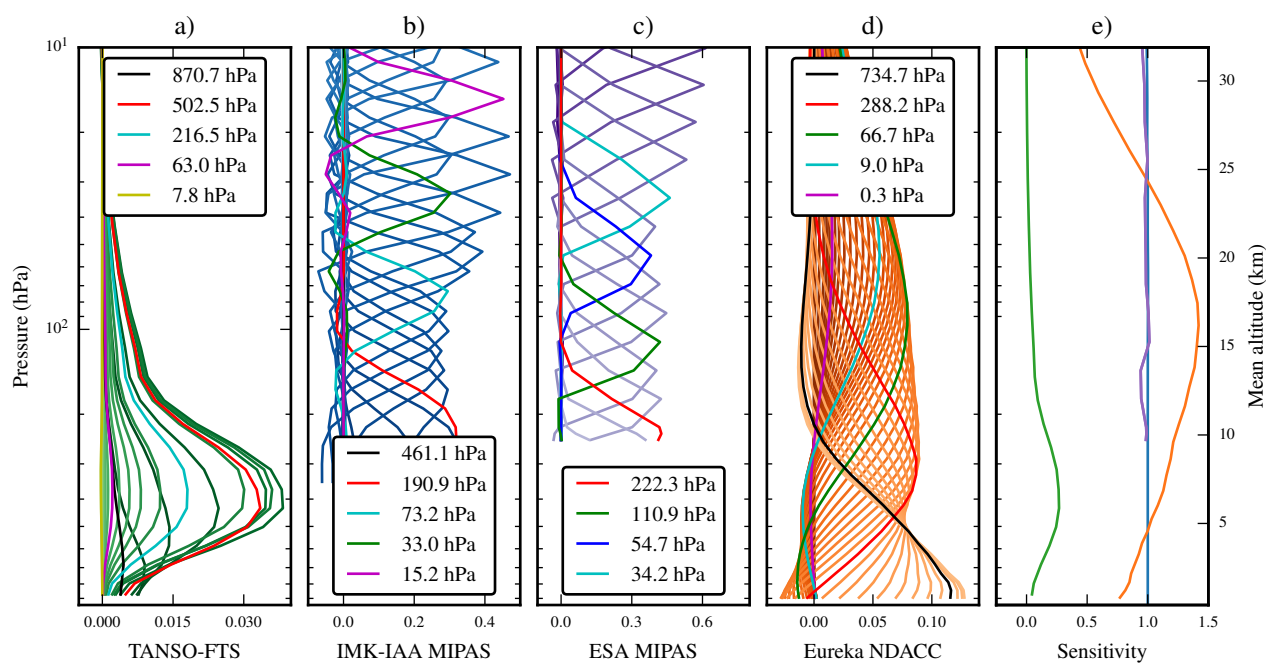 a)
b)
c)
d)
e)
10¹
10²
Pressure (hPa)
870.7 hPa
502.5 hPa
216.5 hPa
63.0 hPa
7.8 hPa
0.000
0.015
0.030
TANSO-FTS
461.1 hPa
190.9 hPa
73.2 hPa
33.0 hPa
15.2 hPa
0.0
0.2
0.4
IMK-IAA MIPAS
222.3 hPa
110.9 hPa
54.7 hPa
34.2 hPa
0.0
0.3
0.6
ESA MIPAS
734.7 hPa
288.2 hPa
66.7 hPa
9.0 hPa
0.3 hPa
0.0
0.05
0.10
Eureka NDACC
0.0
0.5
1.0
1.5
Sensitivity
30
25
20
15
10
5
Mean altitude (km)